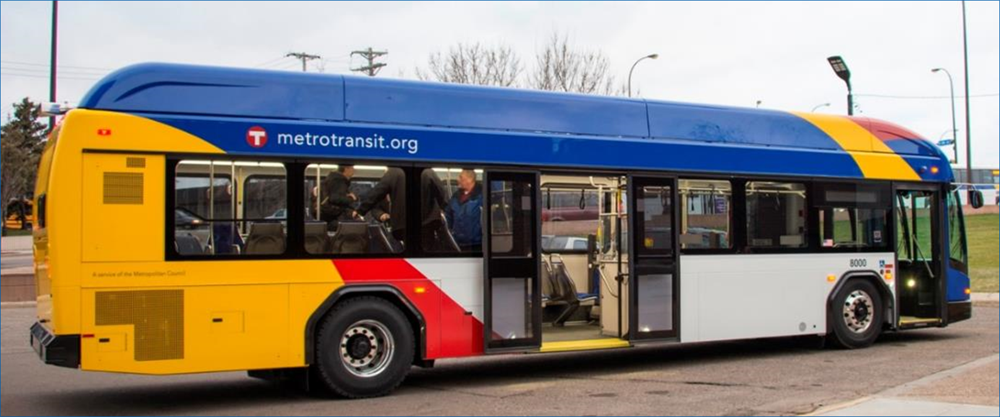 T metrotransit.org
A service of the Metropolitan Council
8000